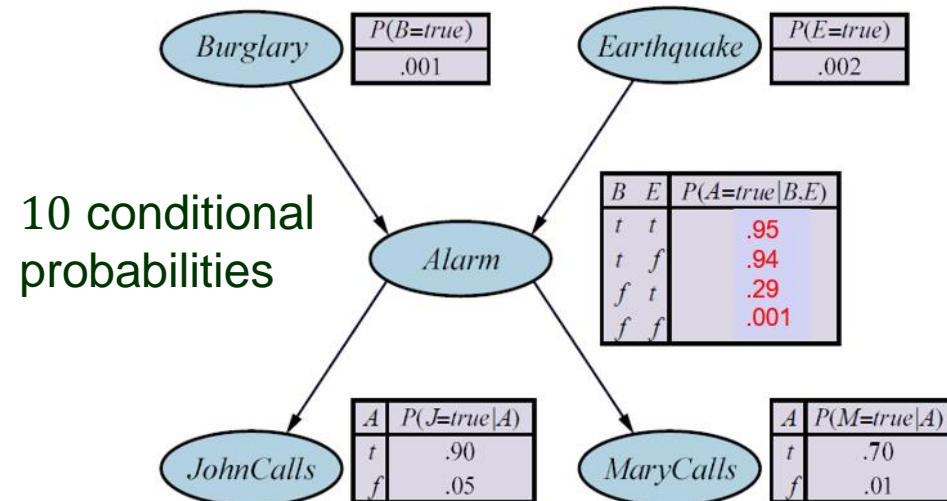 Burglary
P(B=true)
.001
Earthquake
P(E=true)
.002
10 conditional
probabilities
Alarm
B E P(A=true|B,E)
t t .95
t f .94
f t .29
f f .001
JohnCalls
A P(J=true|A)
t .90
f .05
MaryCalls
A P(M=true|A)
t .70
f .01